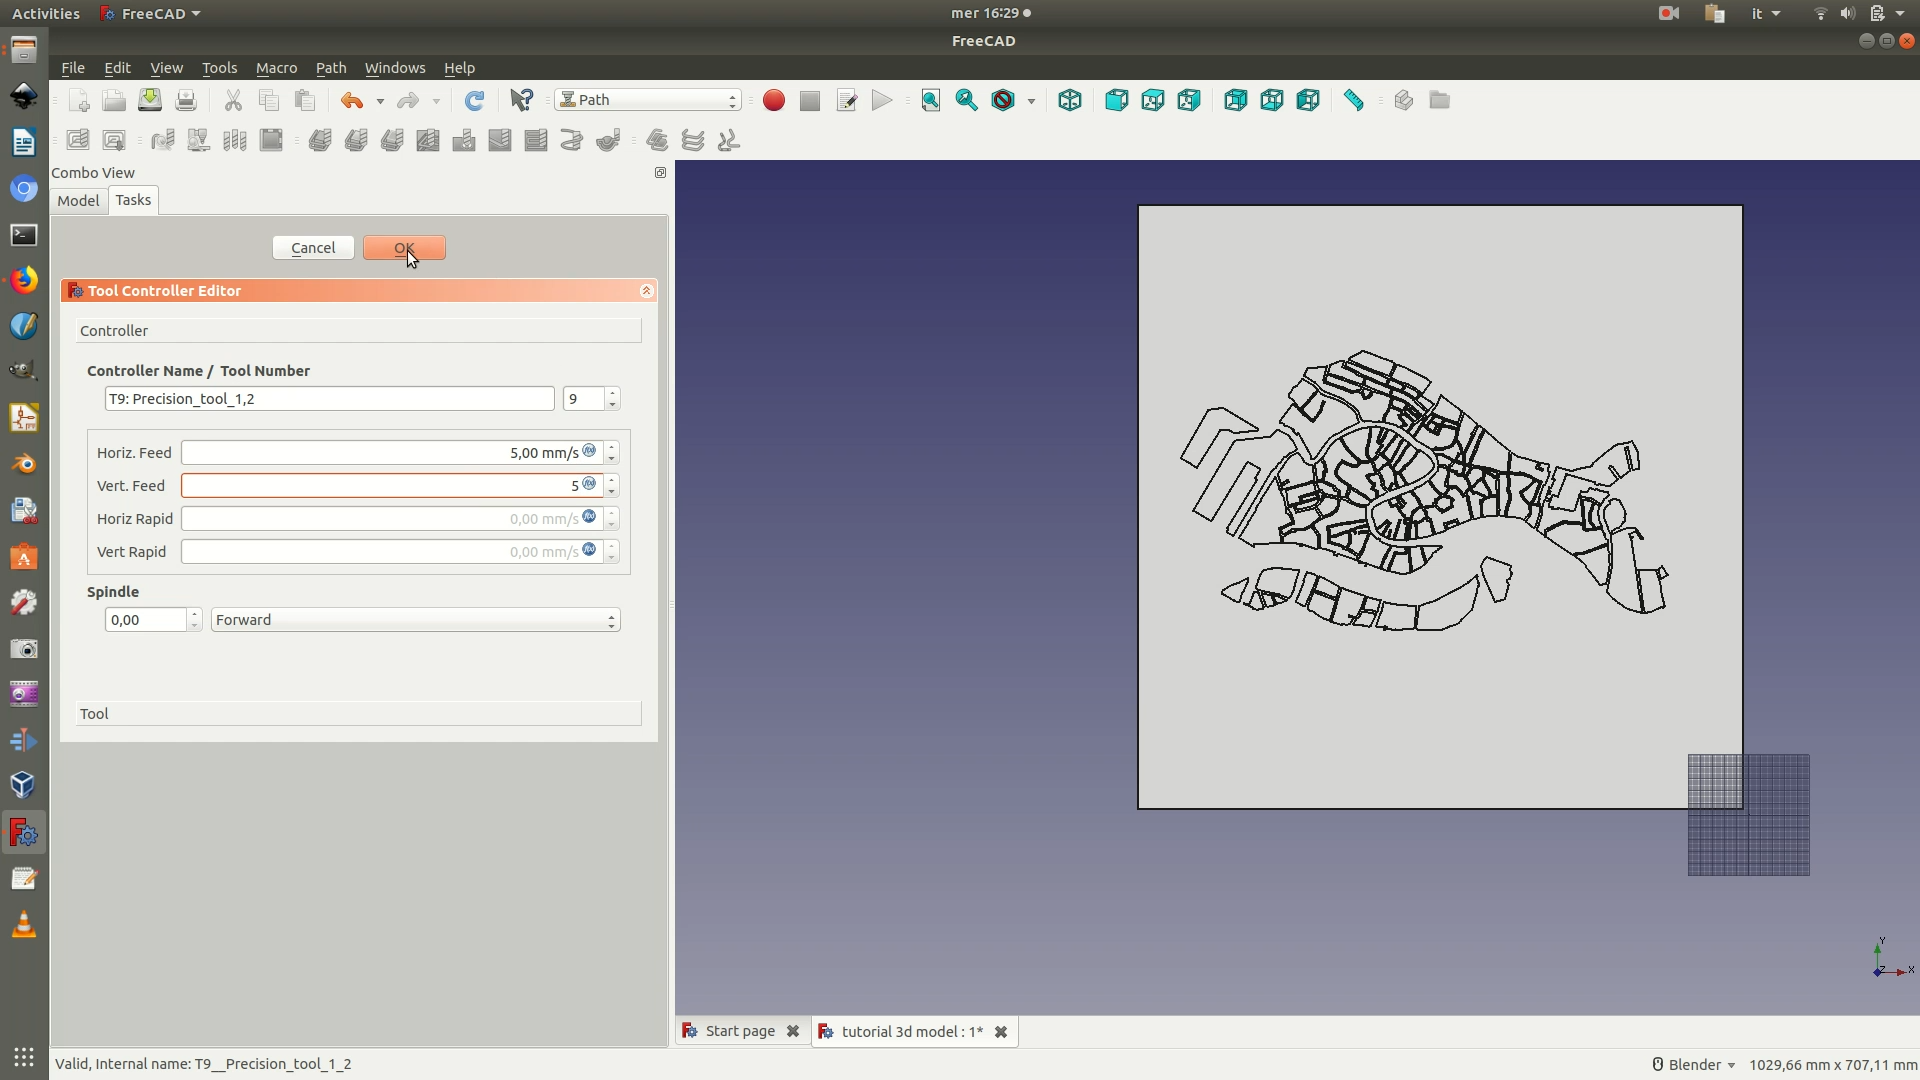 Activities FreeCAD mer 16:29 it
FreeCAD
File Edit View Tools Macro Path Windows Help
Path
Combo View
Model Tasks
Cancel OK
Tool Controller Editor
Controller
Controller Name / Tool Number
T9: Precision_tool_1,2 9
Horiz. Feed 5,00 mm/s
Vert. Feed 5
Horiz Rapid 0,00 mm/s
Vert Rapid 0,00 mm/s
Spindle
0,00 Forward
Tool
Y
Z X
Start page tutorial 3d model : 1*
Valid, Internal name: T9__Precision_tool_1_2 Blender 1029,66 mm x 707,11 mm